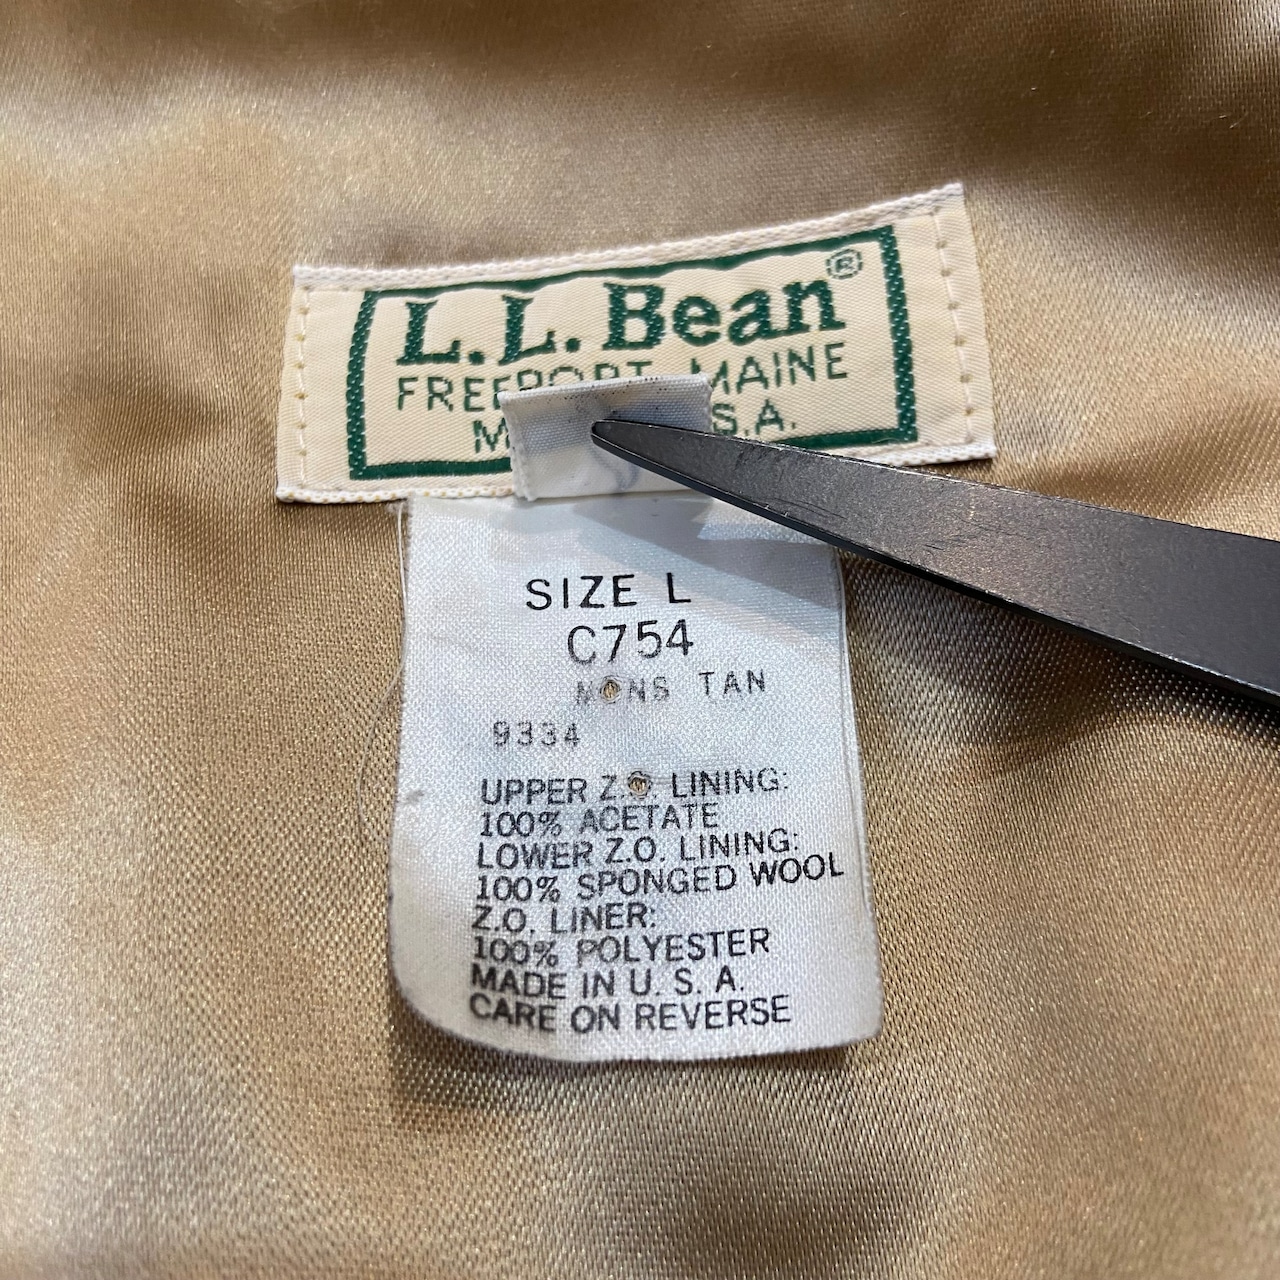 L.L.Bean®
FREEPORT, MAINE
S.A.
SIZE L
C754
MENS TAN
9334
UPPER Z.O. LINING:
100% ACETATE
LOWER Z.O. LINING:
100% SPONGED WOOL
Z.O. LINER:
100% POLYESTER
MADE IN U. S. A.
CARE ON REVERSE